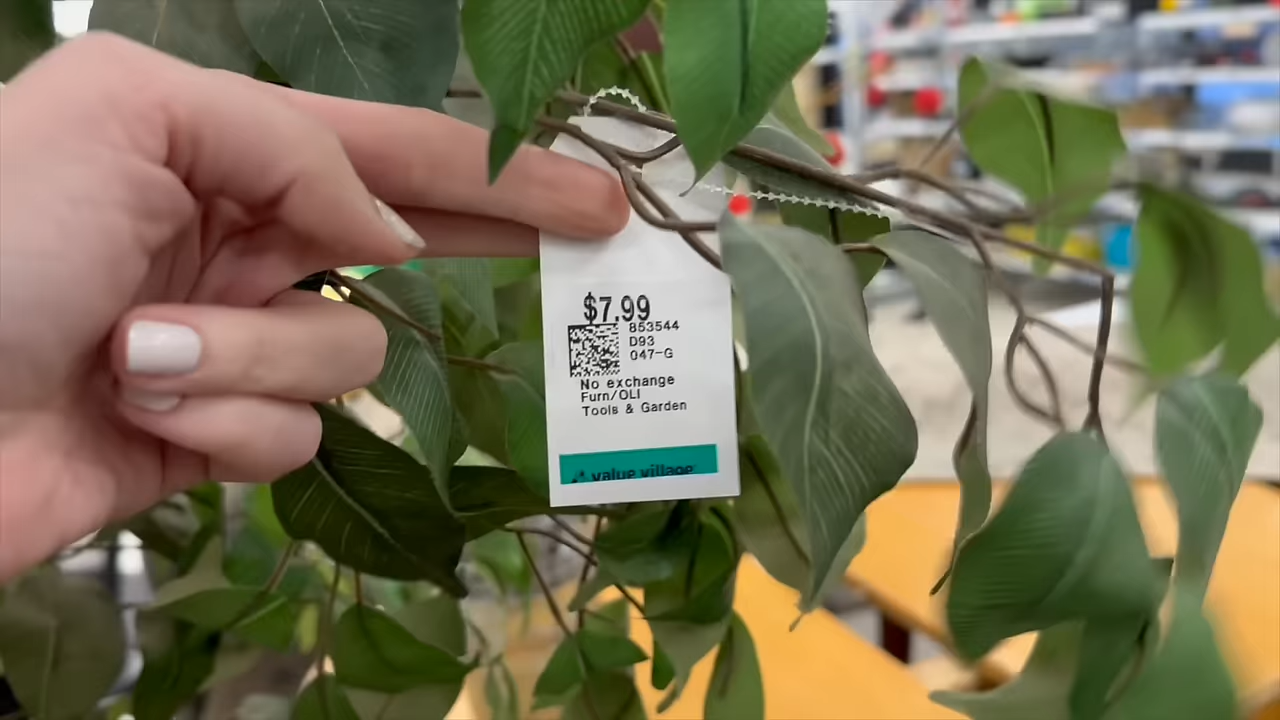 $7.99
853544
D93
047-G
No exchange
Furn/OLI
Tools & Garden
value village